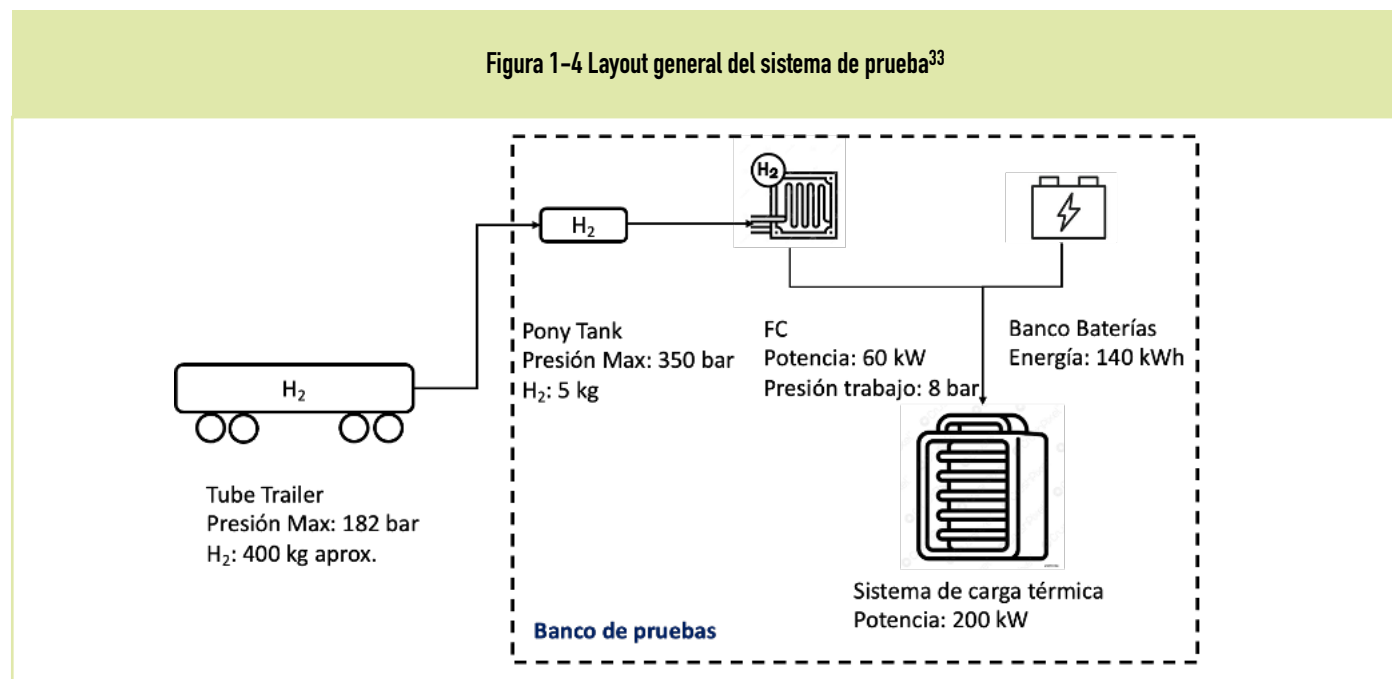 Figura 1-4 Layout general del sistema de prueba³³
H₂
H₂
H₂
Pony Tank
Presión Max: 350 bar
H₂: 5 kg
FC
Potencia: 60 kW
Presión trabajo: 8 bar
Banco Baterías
Energía: 140 kWh
Tube Trailer
Presión Max: 182 bar
H₂: 400 kg aprox.
Sistema de carga térmica
Potencia: 200 kW
Banco de pruebas